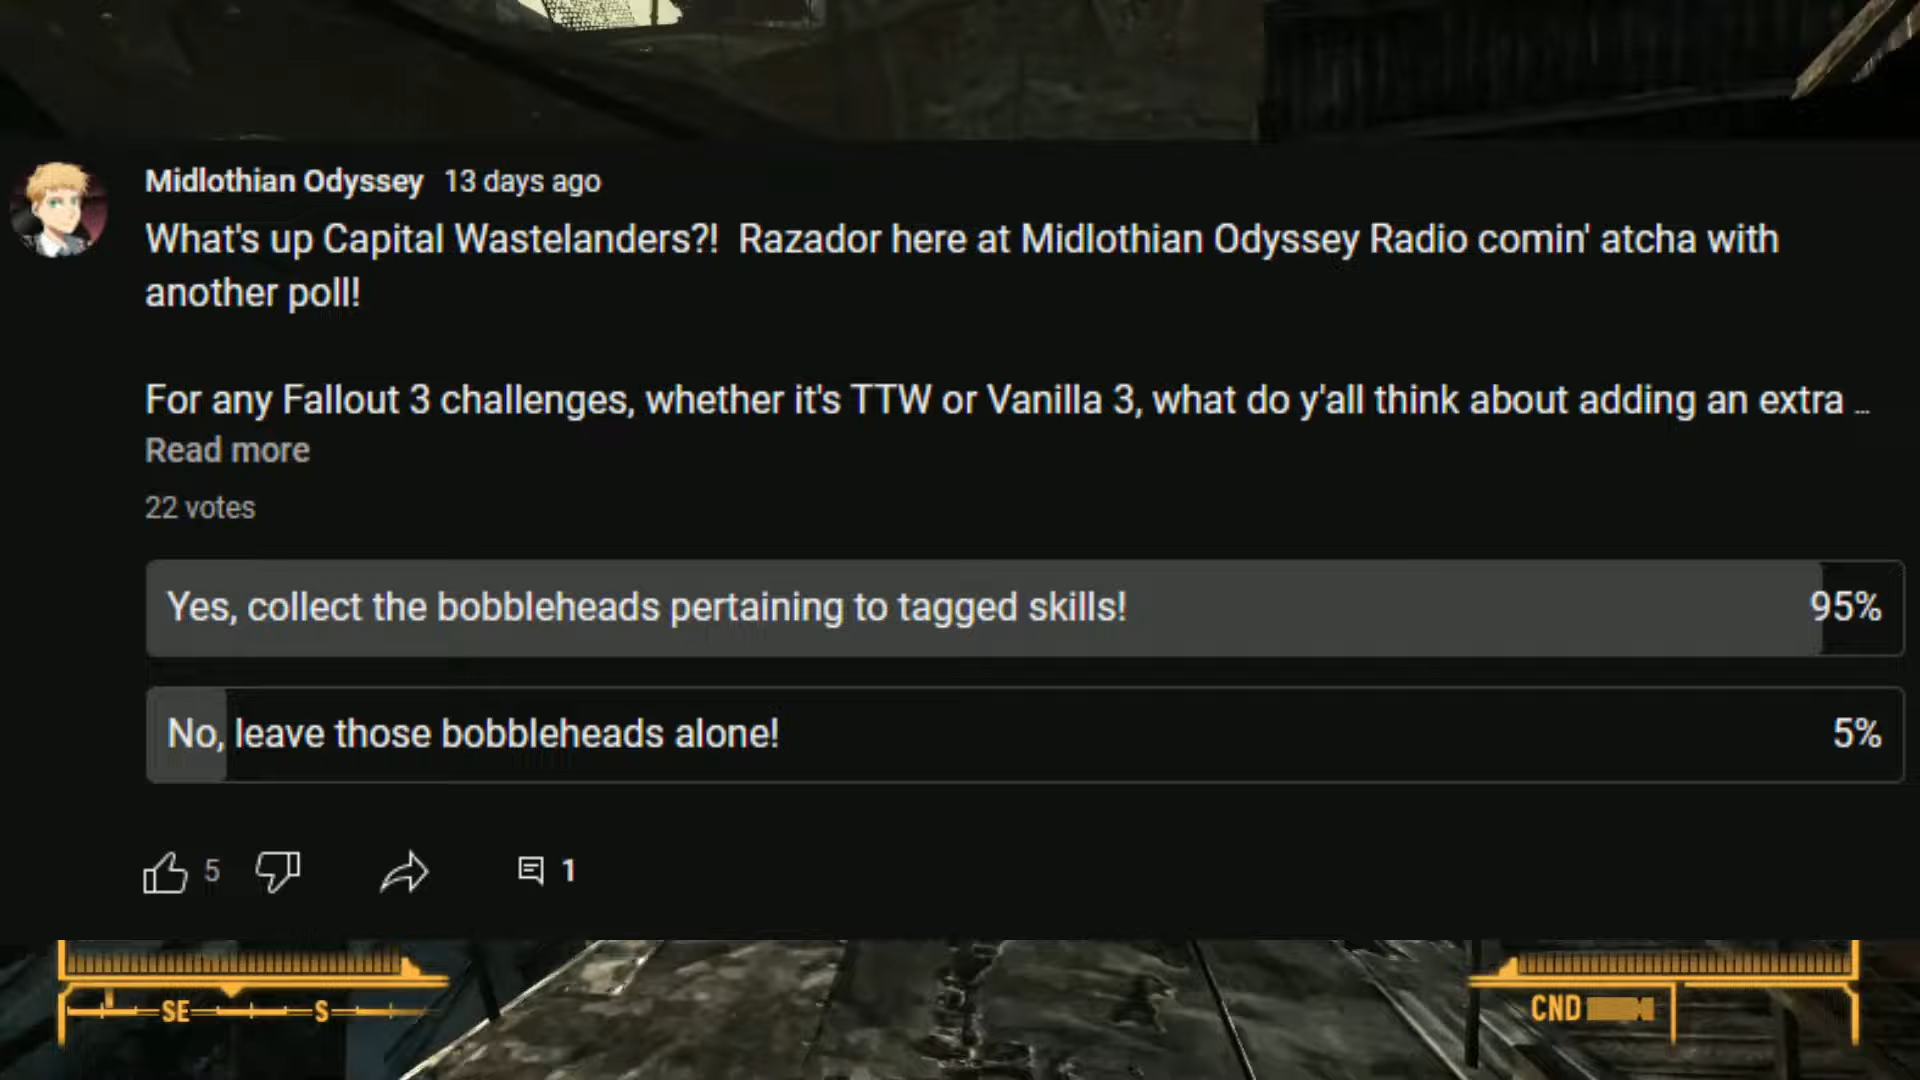 Midlothian Odyssey 13 days ago
What's up Capital Wastelanders?! Razador here at Midlothian Odyssey Radio comin' atcha with
another poll!
For any Fallout 3 challenges, whether it's TTW or Vanilla 3, what do y'all think about adding an extra ...
Read more
22 votes
Yes, collect the bobbleheads pertaining to tagged skills! 95%
No, leave those bobbleheads alone! 5%
5 1
SE S CND